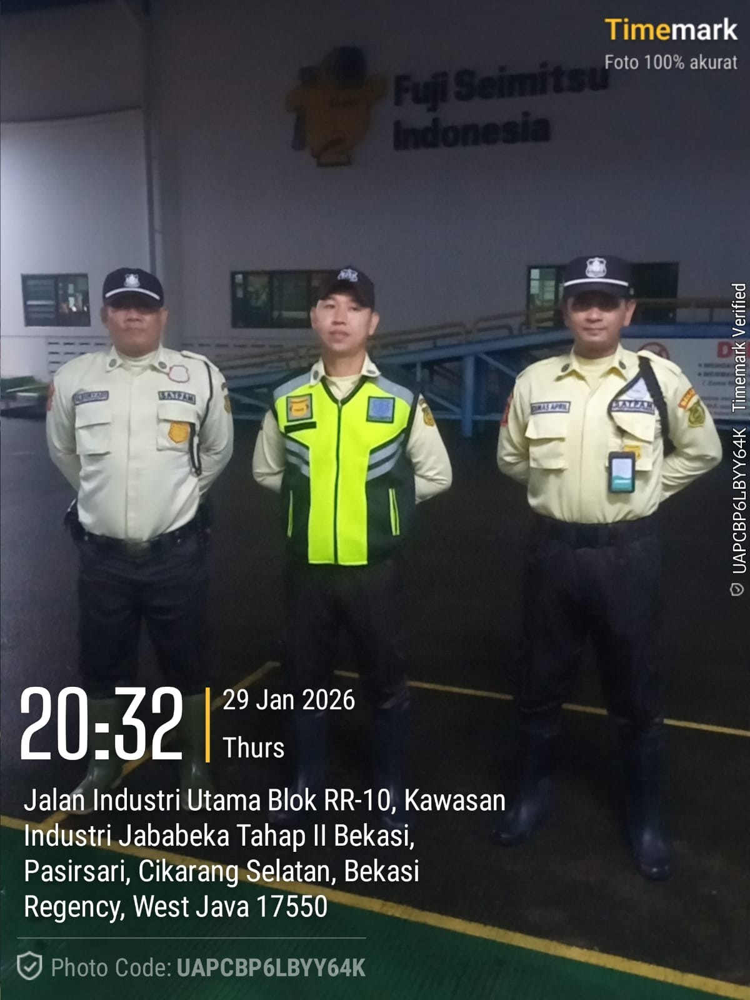 Timemark
Foto 100% akurat
Fuji Seimitsu
Indonesia
SATPAM
DIMAS APRIL
SATPAM
20:32
29 Jan 2026
Thurs
Jalan Industri Utama Blok RR-10, Kawasan
Industri Jababeka Tahap II Bekasi,
Pasirsari, Cikarang Selatan, Bekasi
Regency, West Java 17550
Photo Code: UAPCBP6LBYY64K
UAPCBP6LBYY64K Timemark Verified